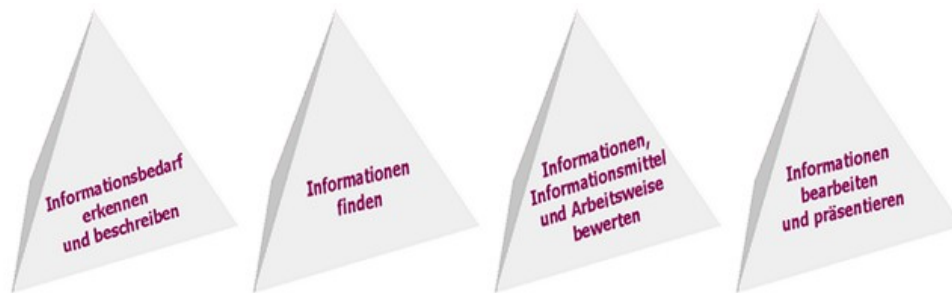 Informationsbedarf
erkennen
und beschreiben
Informationen
finden
Informationen,
Informationsmittel
und Arbeitsweise
bewerten
Informationen
bearbeiten
und präsentieren